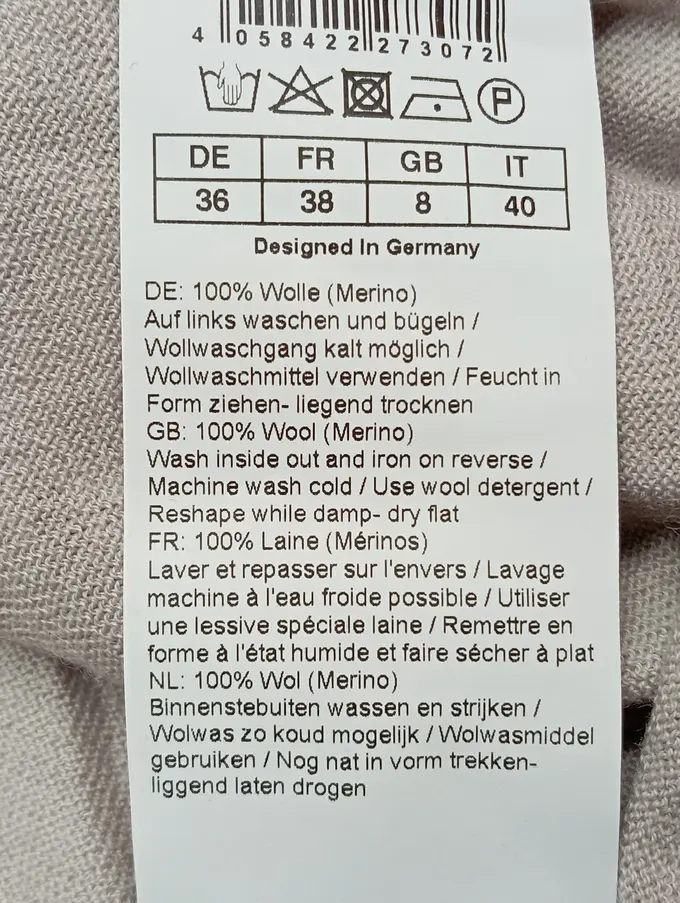 4 058422 273072
P
DE FR GB IT
36 38 8 40
Designed In Germany
DE: 100% Wolle (Merino)
Auf links waschen und bügeln /
Wollwaschgang kalt möglich /
Wollwaschmittel verwenden / Feucht in
Form ziehen- liegend trocknen
GB: 100% Wool (Merino)
Wash inside out and iron on reverse /
Machine wash cold / Use wool detergent /
Reshape while damp- dry flat
FR: 100% Laine (Mérinos)
Laver et repasser sur l'envers / Lavage
machine à l'eau froide possible / Utiliser
une lessive spéciale laine / Remettre en
forme à l'état humide et faire sécher à plat
NL: 100% Wol (Merino)
Binnenstebuiten wassen en strijken /
Wolwas zo koud mogelijk / Wolwasmiddel
gebruiken / Nog nat in vorm trekken-
liggend laten drogen